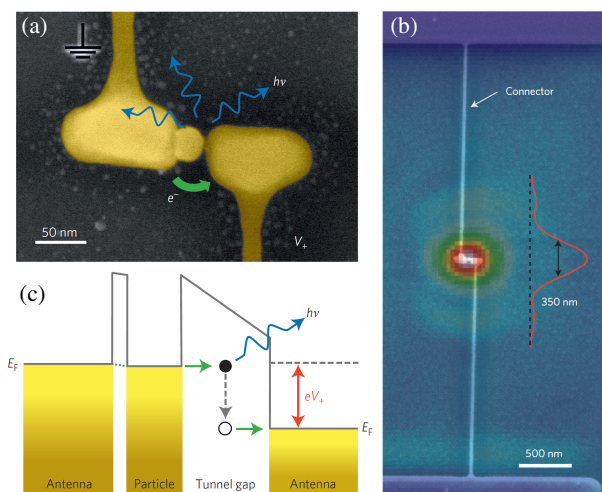 (a)
hν
e⁻
50 nm
V₊
(b)
Connector
350 nm
500 nm
(c)
hν
E_F
eV₊
E_F
Antenna
Particle
Tunnel gap
Antenna